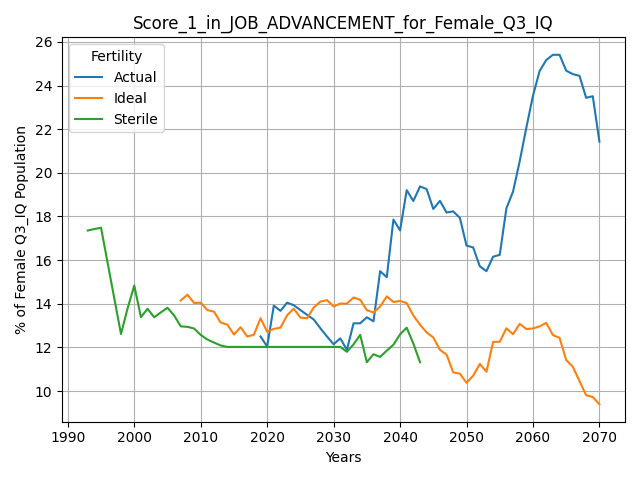 Score_1_in_JOB_ADVANCEMENT_for_Female_Q3_IQ
Fertility
Actual
Ideal
Sterile
% of Female Q3_IQ Population
26
24
22
20
18
16
14
12
10
1990 2000 2010 2020 2030 2040 2050 2060 2070
Years